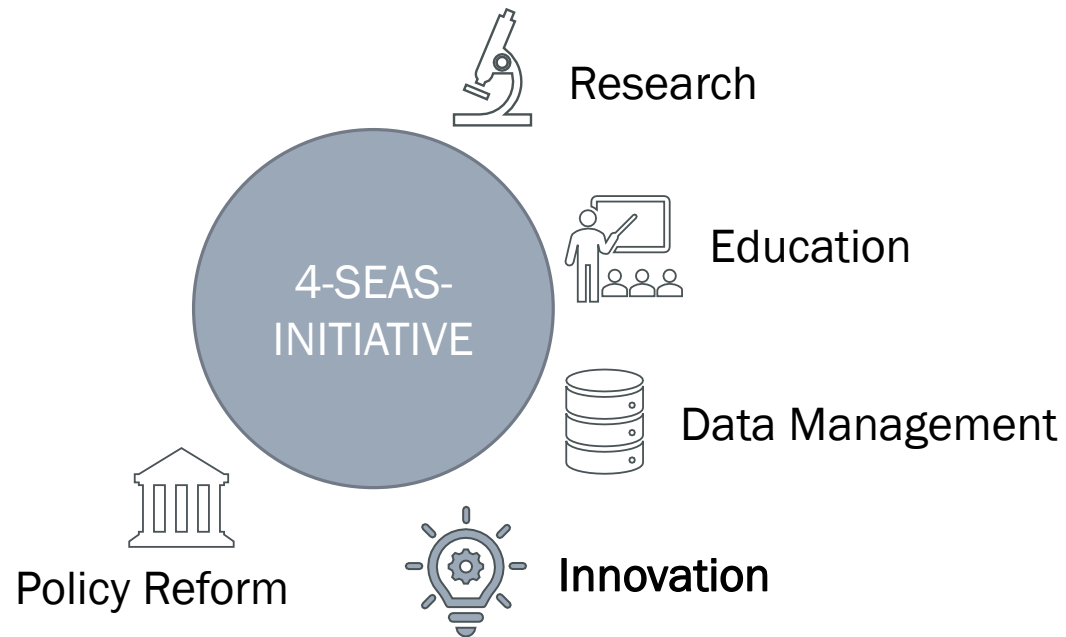 Research
Education
4-SEAS-
INITIATIVE
Data Management
Innovation
Policy Reform